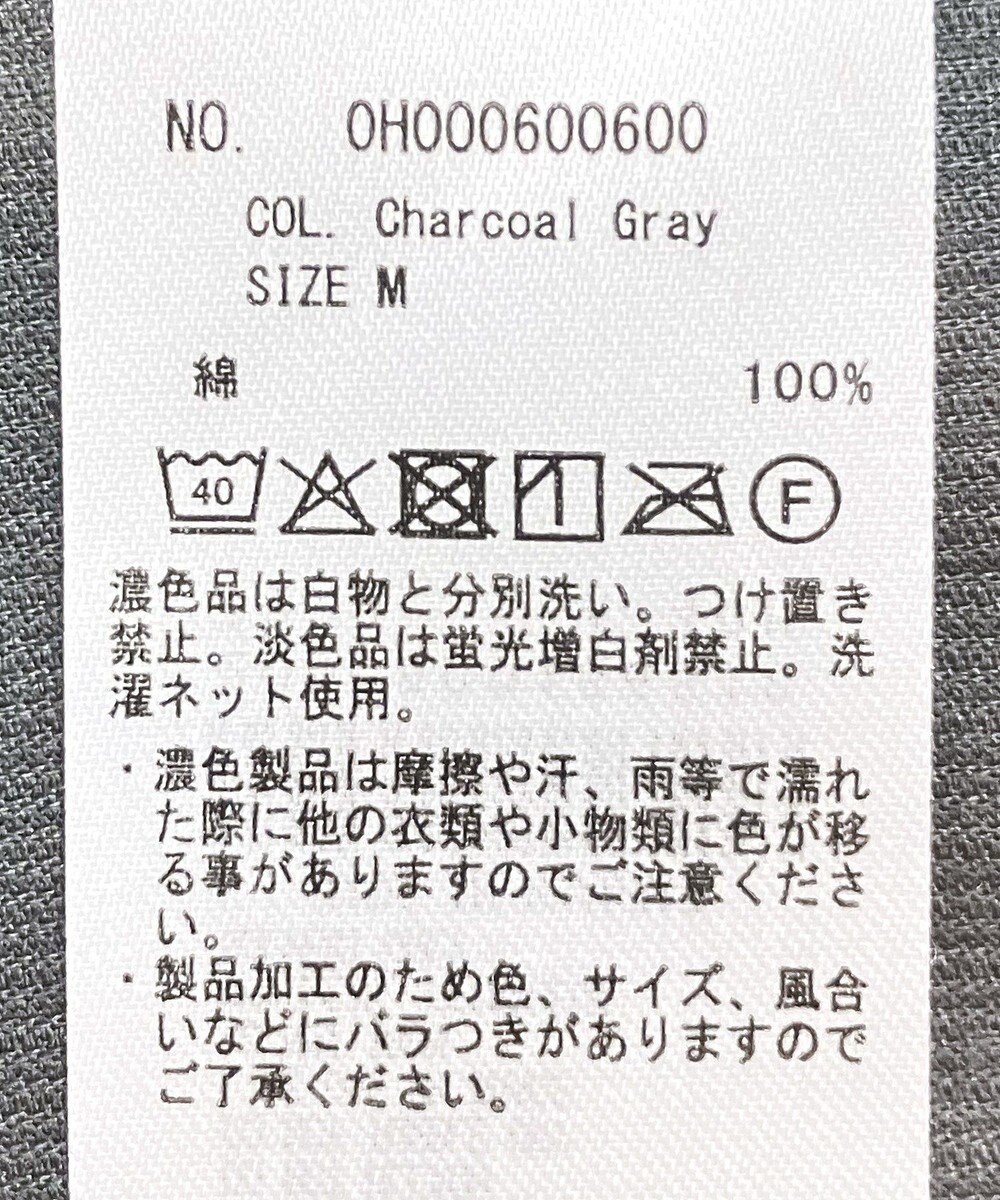 NO. 0H000600600
COL. Charcoal Gray
SIZE M
綿 100%
40 F
濃色品は白物と分別洗い。つけ置き
禁止。淡色品は蛍光増白剤禁止。洗
濯ネット使用。
・濃色製品は摩擦や汗、雨等で濡れ
た際に他の衣類や小物類に色が移
る事がありますのでご注意くださ
い。
・製品加工のため色、サイズ、風合
いなどにバラつきがありますので
ご了承ください。